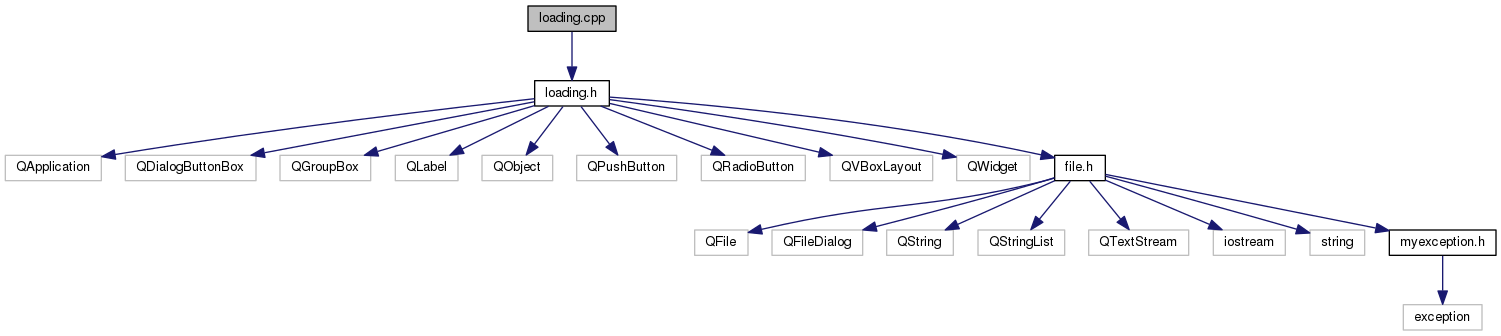 loading.cpp
loading.h
QApplication
QDialogButtonBox
QGroupBox
QLabel
QObject
QPushButton
QRadioButton
QVBoxLayout
QWidget
file.h
QFile
QFileDialog
QString
QStringList
QTextStream
iostream
string
myexception.h
exception